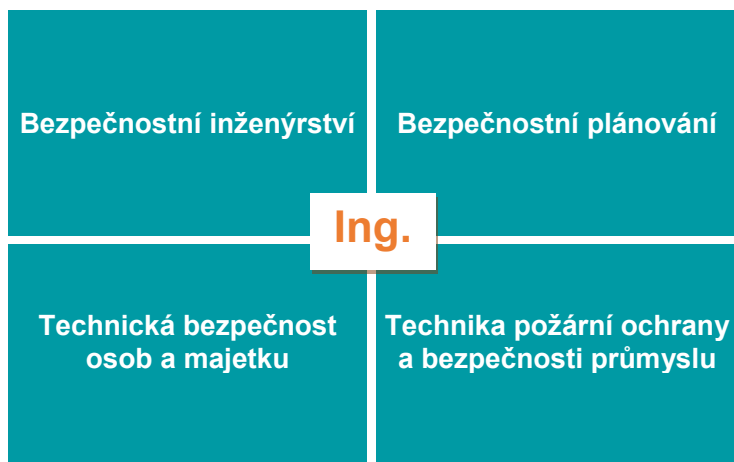 Bezpečnostní inženýrství
Bezpečnostní plánování
Ing.
Technická bezpečnost
osob a majetku
Technika požární ochrany
a bezpečnosti průmyslu